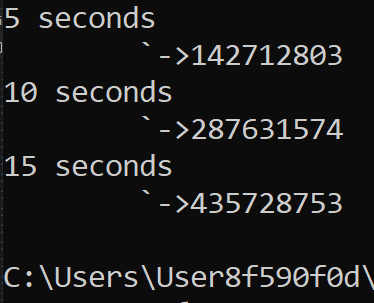 5 seconds
`->142712803
10 seconds
`->287631574
15 seconds
`->435728753
C:\Users\User8f590f0d\